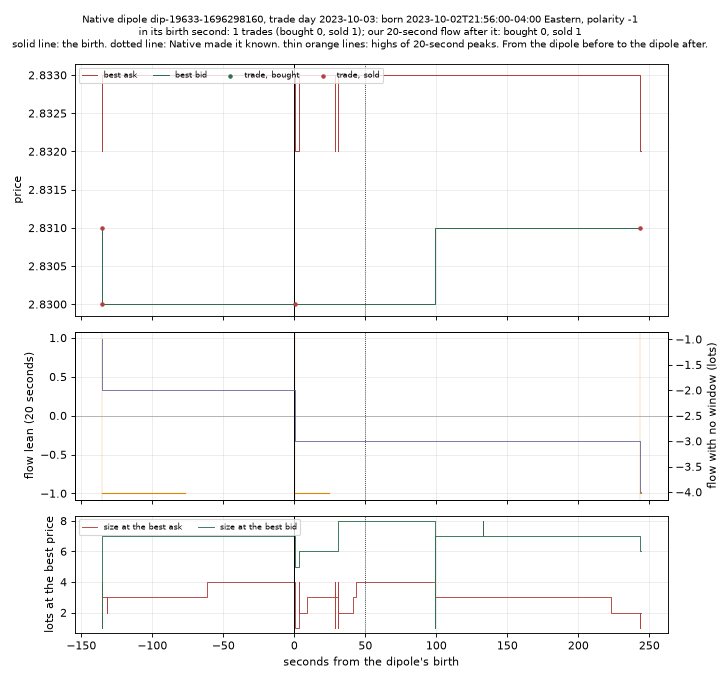 Native dipole dip-19633-1696298160, trade day 2023-10-03: born 2023-10-02T21:56:00-04:00 Eastern, polarity -1
in its birth second: 1 trades (bought 0, sold 1); our 20-second flow after it: bought 0, sold 1
solid line: the birth. dotted line: Native made it known. thin orange lines: highs of 20-second peaks. From the dipole before to the dipole after.
best ask best bid trade, bought trade, sold
2.8330
2.8325
2.8320
2.8315
2.8310
2.8305
2.8300
price
1.0
0.5
0.0
−0.5
−1.0
flow lean (20 seconds)
−1.0
−1.5
−2.0
−2.5
−3.0
−3.5
−4.0
flow with no window (lots)
size at the best ask size at the best bid
8
6
4
2
lots at the best price
−150 −100 −50 0 50 100 150 200 250
seconds from the dipole's birth